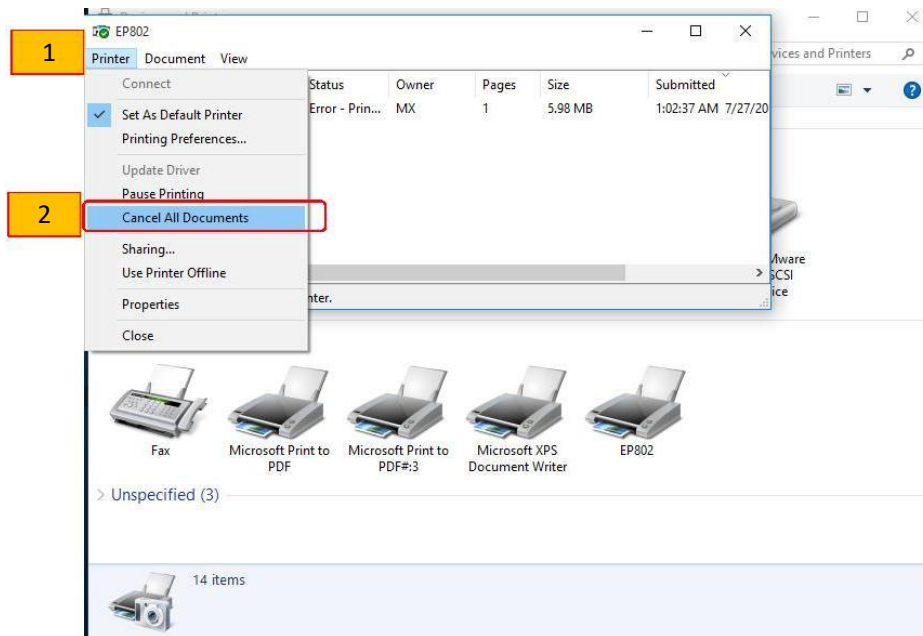 1
EP802
Printer Document View
vices and Printers
Status Owner Pages Size Submitted
Error - Prin... MX 1 5.98 MB 1:02:37 AM 7/27/20
Connect
Set As Default Printer
Printing Preferences...
Update Driver
Pause Printing
2
Cancel All Documents
Sharing...
Use Printer Offline
Properties
Close
nter.
Mware
SCSI
ice
Fax
Microsoft Print to
PDF
Microsoft Print to
PDF#:3
Microsoft XPS
Document Writer
EP802
Unspecified (3)
14 items